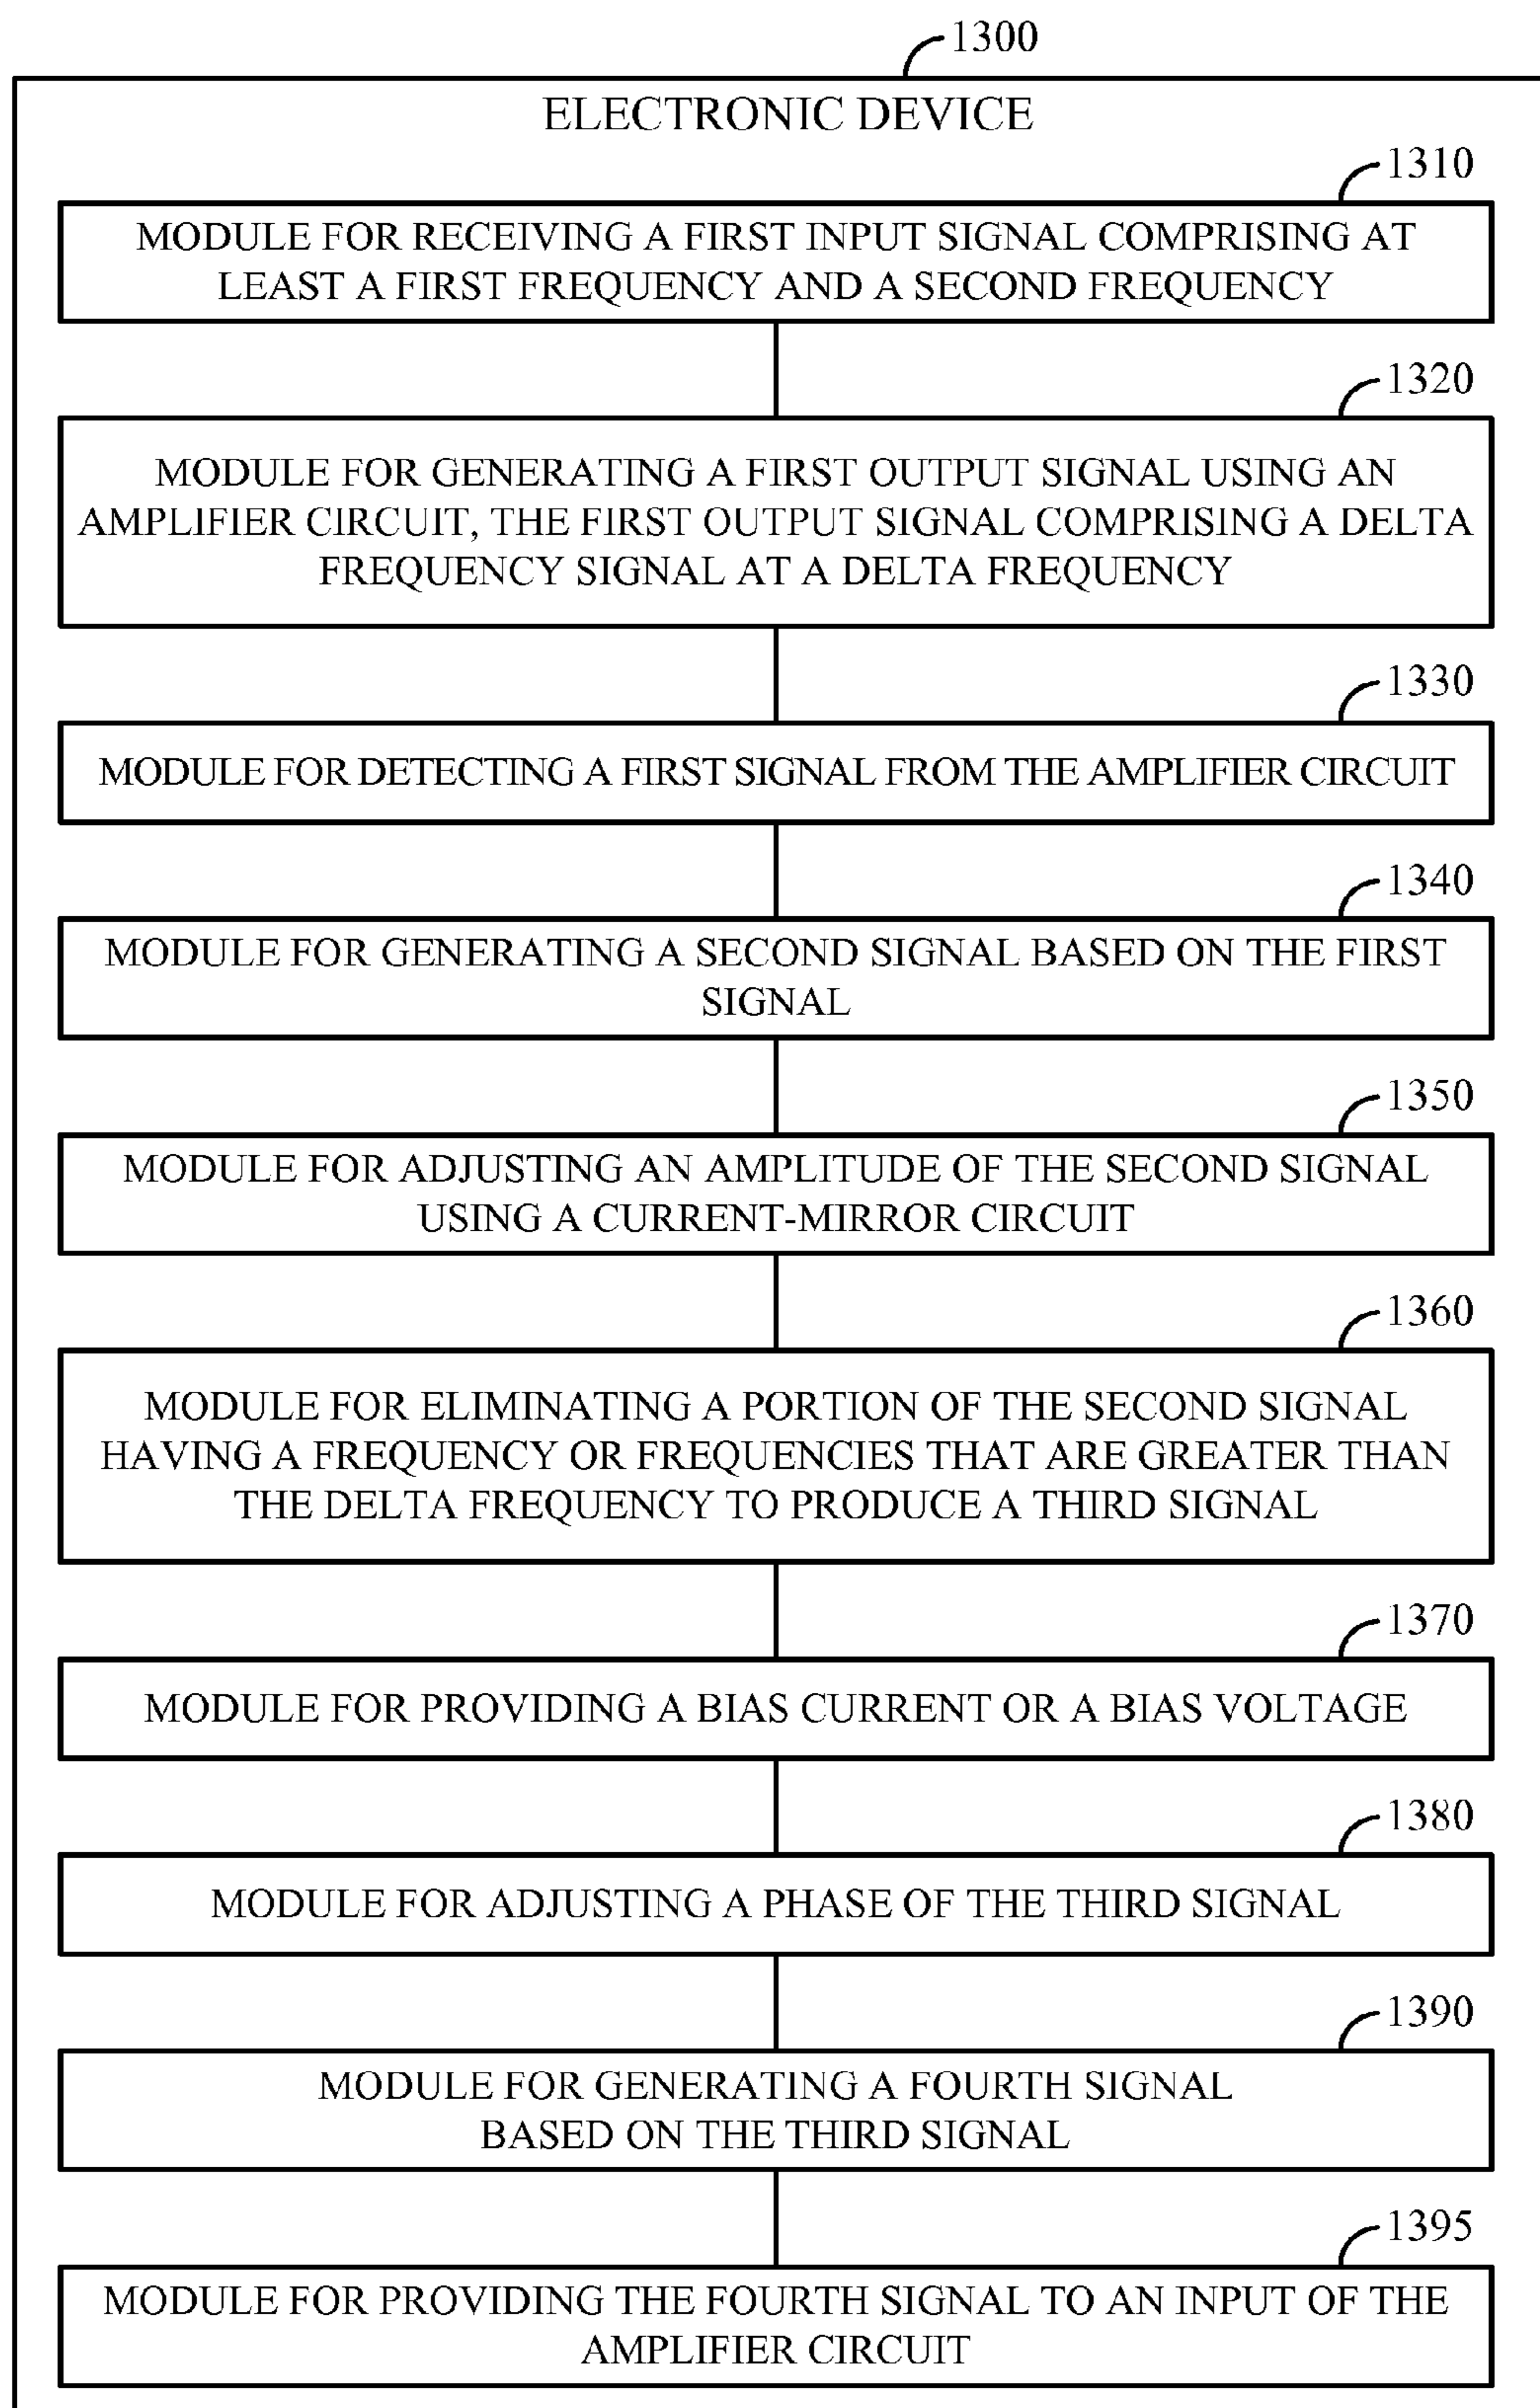 1300
ELECTRONIC DEVICE
1310
MODULE FOR RECEIVING A FIRST INPUT SIGNAL COMPRISING AT
LEAST A FIRST FREQUENCY AND A SECOND FREQUENCY
1320
MODULE FOR GENERATING A FIRST OUTPUT SIGNAL USING AN
AMPLIFIER CIRCUIT, THE FIRST OUTPUT SIGNAL COMPRISING A DELTA
FREQUENCY SIGNAL AT A DELTA FREQUENCY
1330
MODULE FOR DETECTING A FIRST SIGNAL FROM THE AMPLIFIER CIRCUIT
1340
MODULE FOR GENERATING A SECOND SIGNAL BASED ON THE FIRST
SIGNAL
1350
MODULE FOR ADJUSTING AN AMPLITUDE OF THE SECOND SIGNAL
USING A CURRENT-MIRROR CIRCUIT
1360
MODULE FOR ELIMINATING A PORTION OF THE SECOND SIGNAL
HAVING A FREQUENCY OR FREQUENCIES THAT ARE GREATER THAN
THE DELTA FREQUENCY TO PRODUCE A THIRD SIGNAL
1370
MODULE FOR PROVIDING A BIAS CURRENT OR A BIAS VOLTAGE
1380
MODULE FOR ADJUSTING A PHASE OF THE THIRD SIGNAL
1390
MODULE FOR GENERATING A FOURTH SIGNAL
BASED ON THE THIRD SIGNAL
1395
MODULE FOR PROVIDING THE FOURTH SIGNAL TO AN INPUT OF THE
AMPLIFIER CIRCUIT